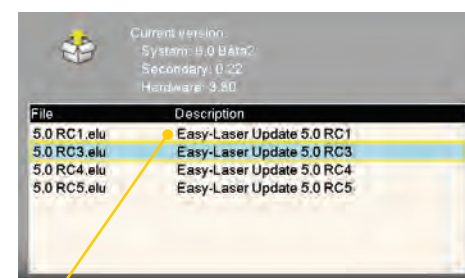 Current version:
System: 6.0 BAta2
Secondary: 0.22
Hardware: 3.80
File Description
5.0 RC1.elu Easy-Laser Update 5.0 RC1
5.0 RC3.elu Easy-Laser Update 5.0 RC3
5.0 RC4.elu Easy-Laser Update 5.0 RC4
5.0 RC5.elu Easy-Laser Update 5.0 RC5